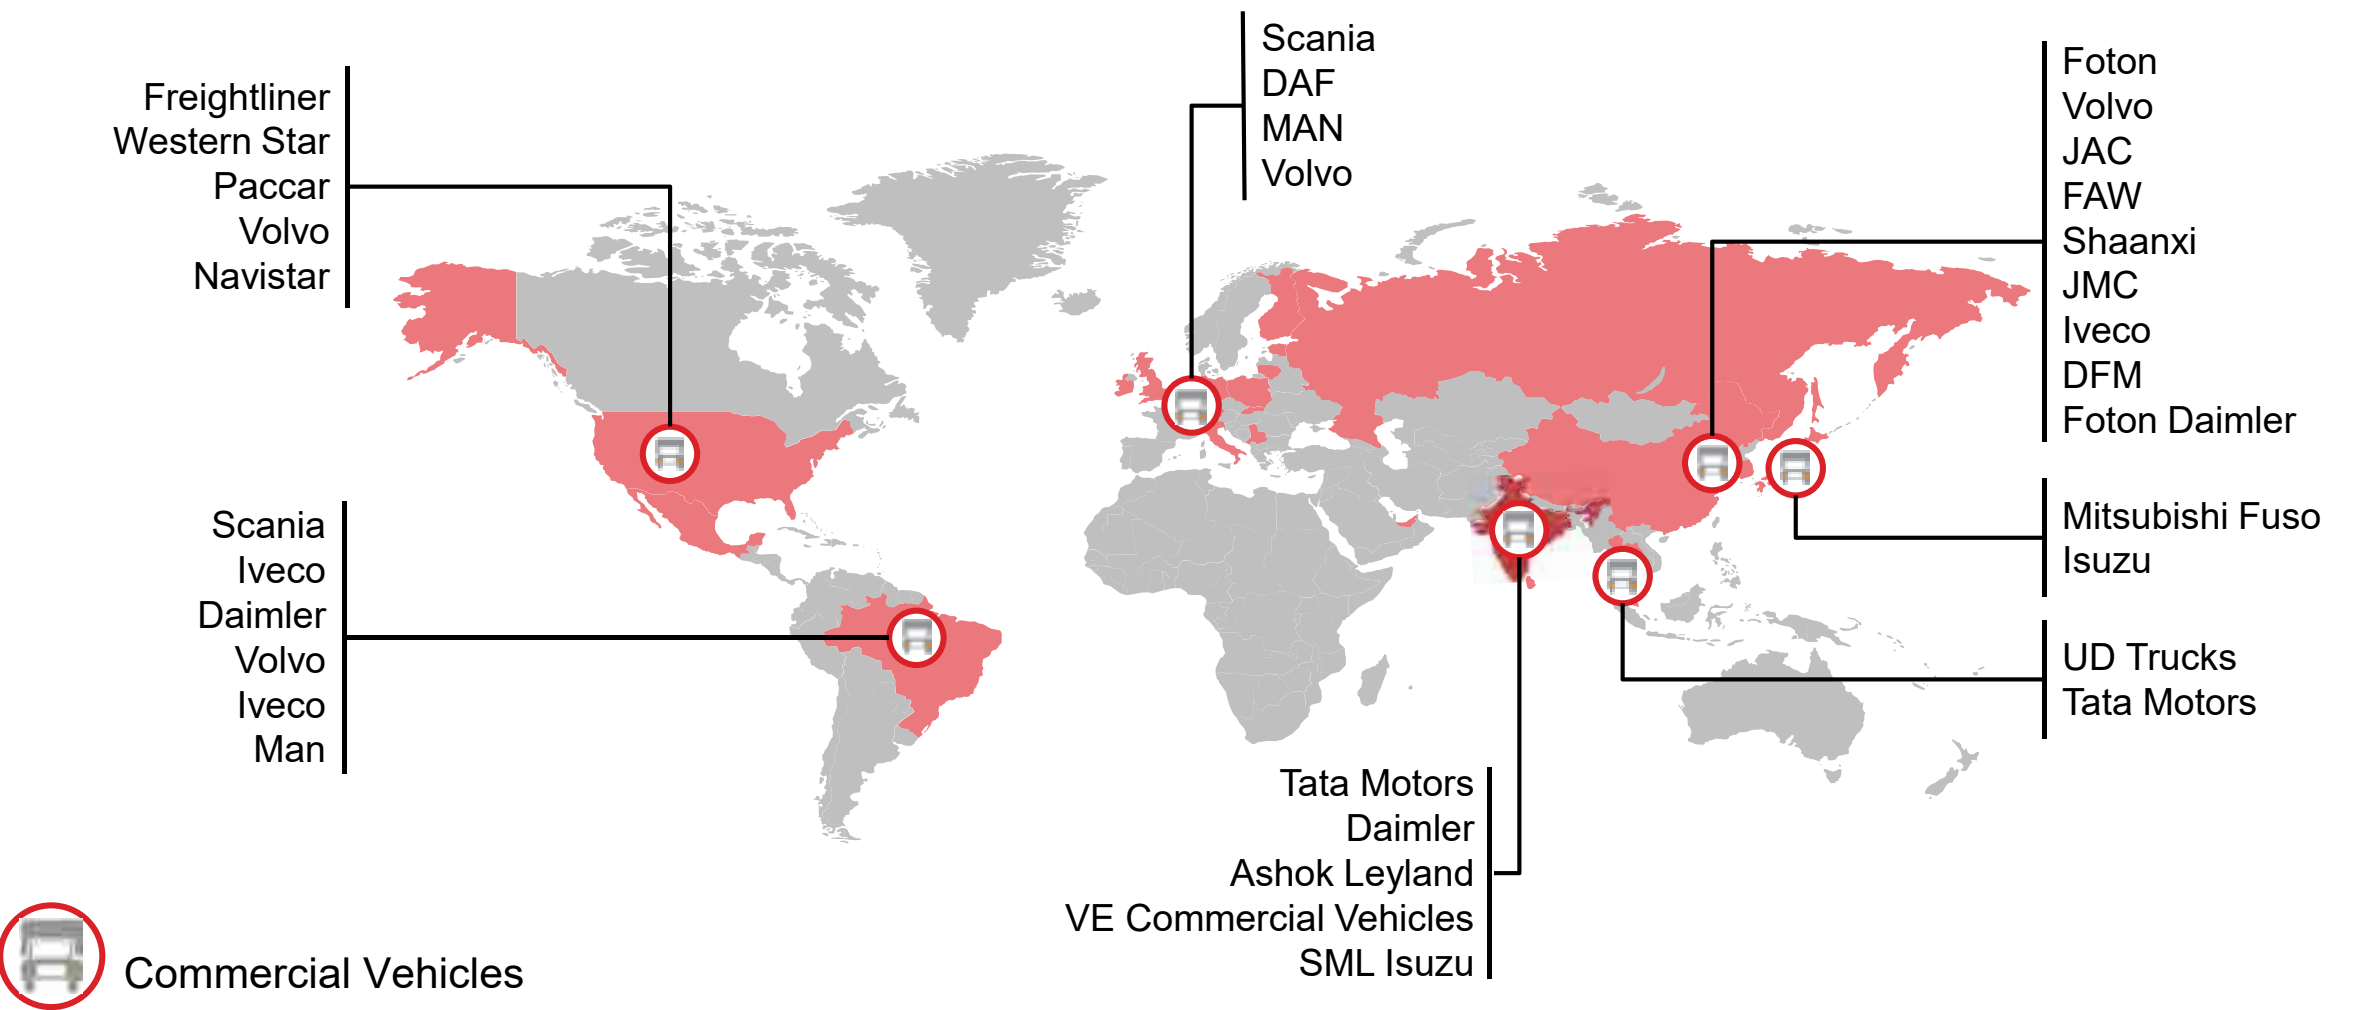 Freightliner
Western Star
Paccar
Volvo
Navistar
Scania
DAF
MAN
Volvo
Foton
Volvo
JAC
FAW
Shaanxi
JMC
Iveco
DFM
Foton Daimler
Scania
Iveco
Daimler
Volvo
Iveco
Man
Mitsubishi Fuso
Isuzu
UD Trucks
Tata Motors
Tata Motors
Daimler
Ashok Leyland
VE Commercial Vehicles
SML Isuzu
Commercial Vehicles